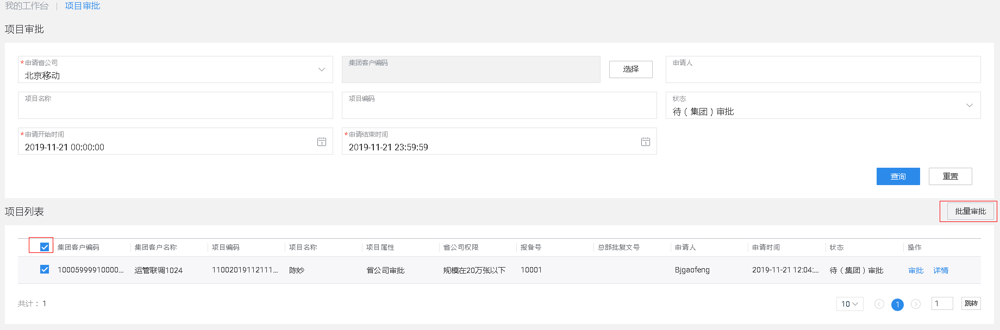 我的工作台 | 项目审批
项目审批
*申请省公司
北京移动
集团客户编码
选择
申请人
项目名称
项目编码
状态
待（集团）审批
*申请开始时间
2019-11-21 00:00:00
*申请结束时间
2019-11-21 23:59:59
查询 重置
项目列表
批量审批
集团客户编码 集团客户名称 项目编码 项目名称 项目属性 省公司权限 报备号 总部批复文号 申请人 申请时间 状态 操作
10005999910000... 运管联调1024 11002019112111... 陈妙 省公司审批 规模在20万张以下 10001 Bjgaofeng 2019-11-21 12:04:... 待（集团）审批 审批 详情
共计： 1
10 1 1 跳转